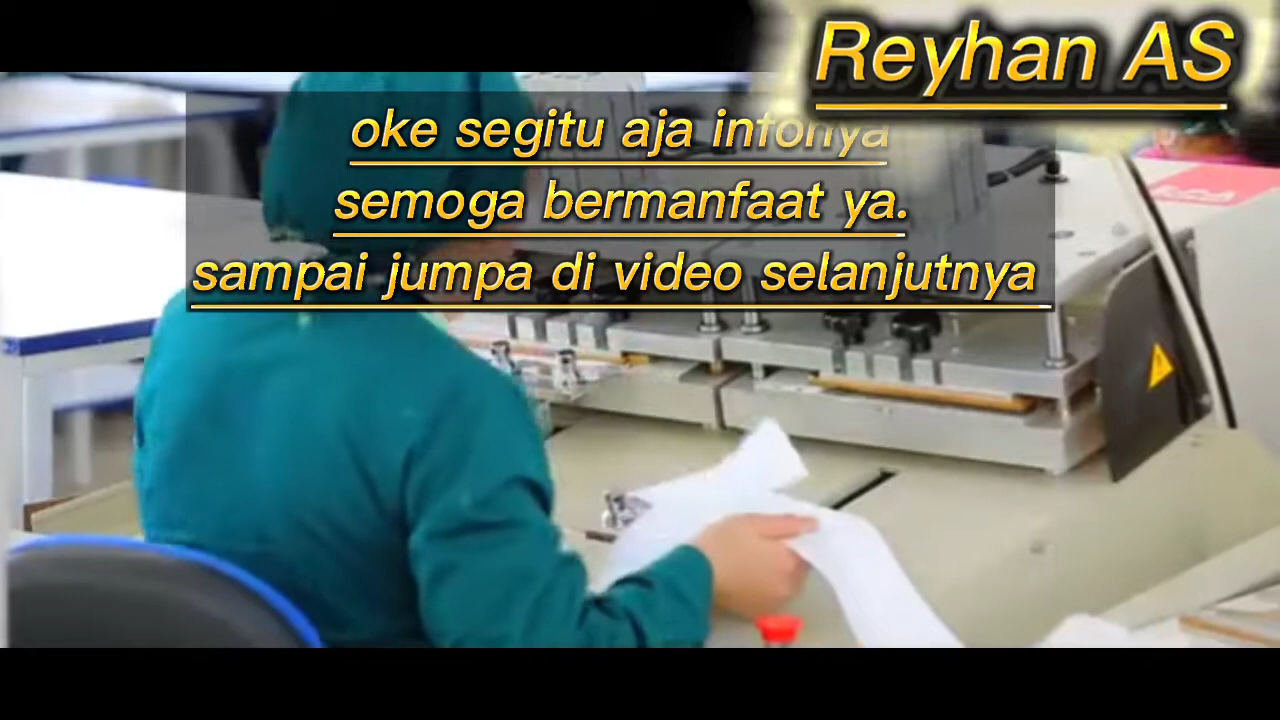 Reyhan AS
oke segitu aja infonya
semoga bermanfaat ya.
sampai jumpa di video selanjutnya